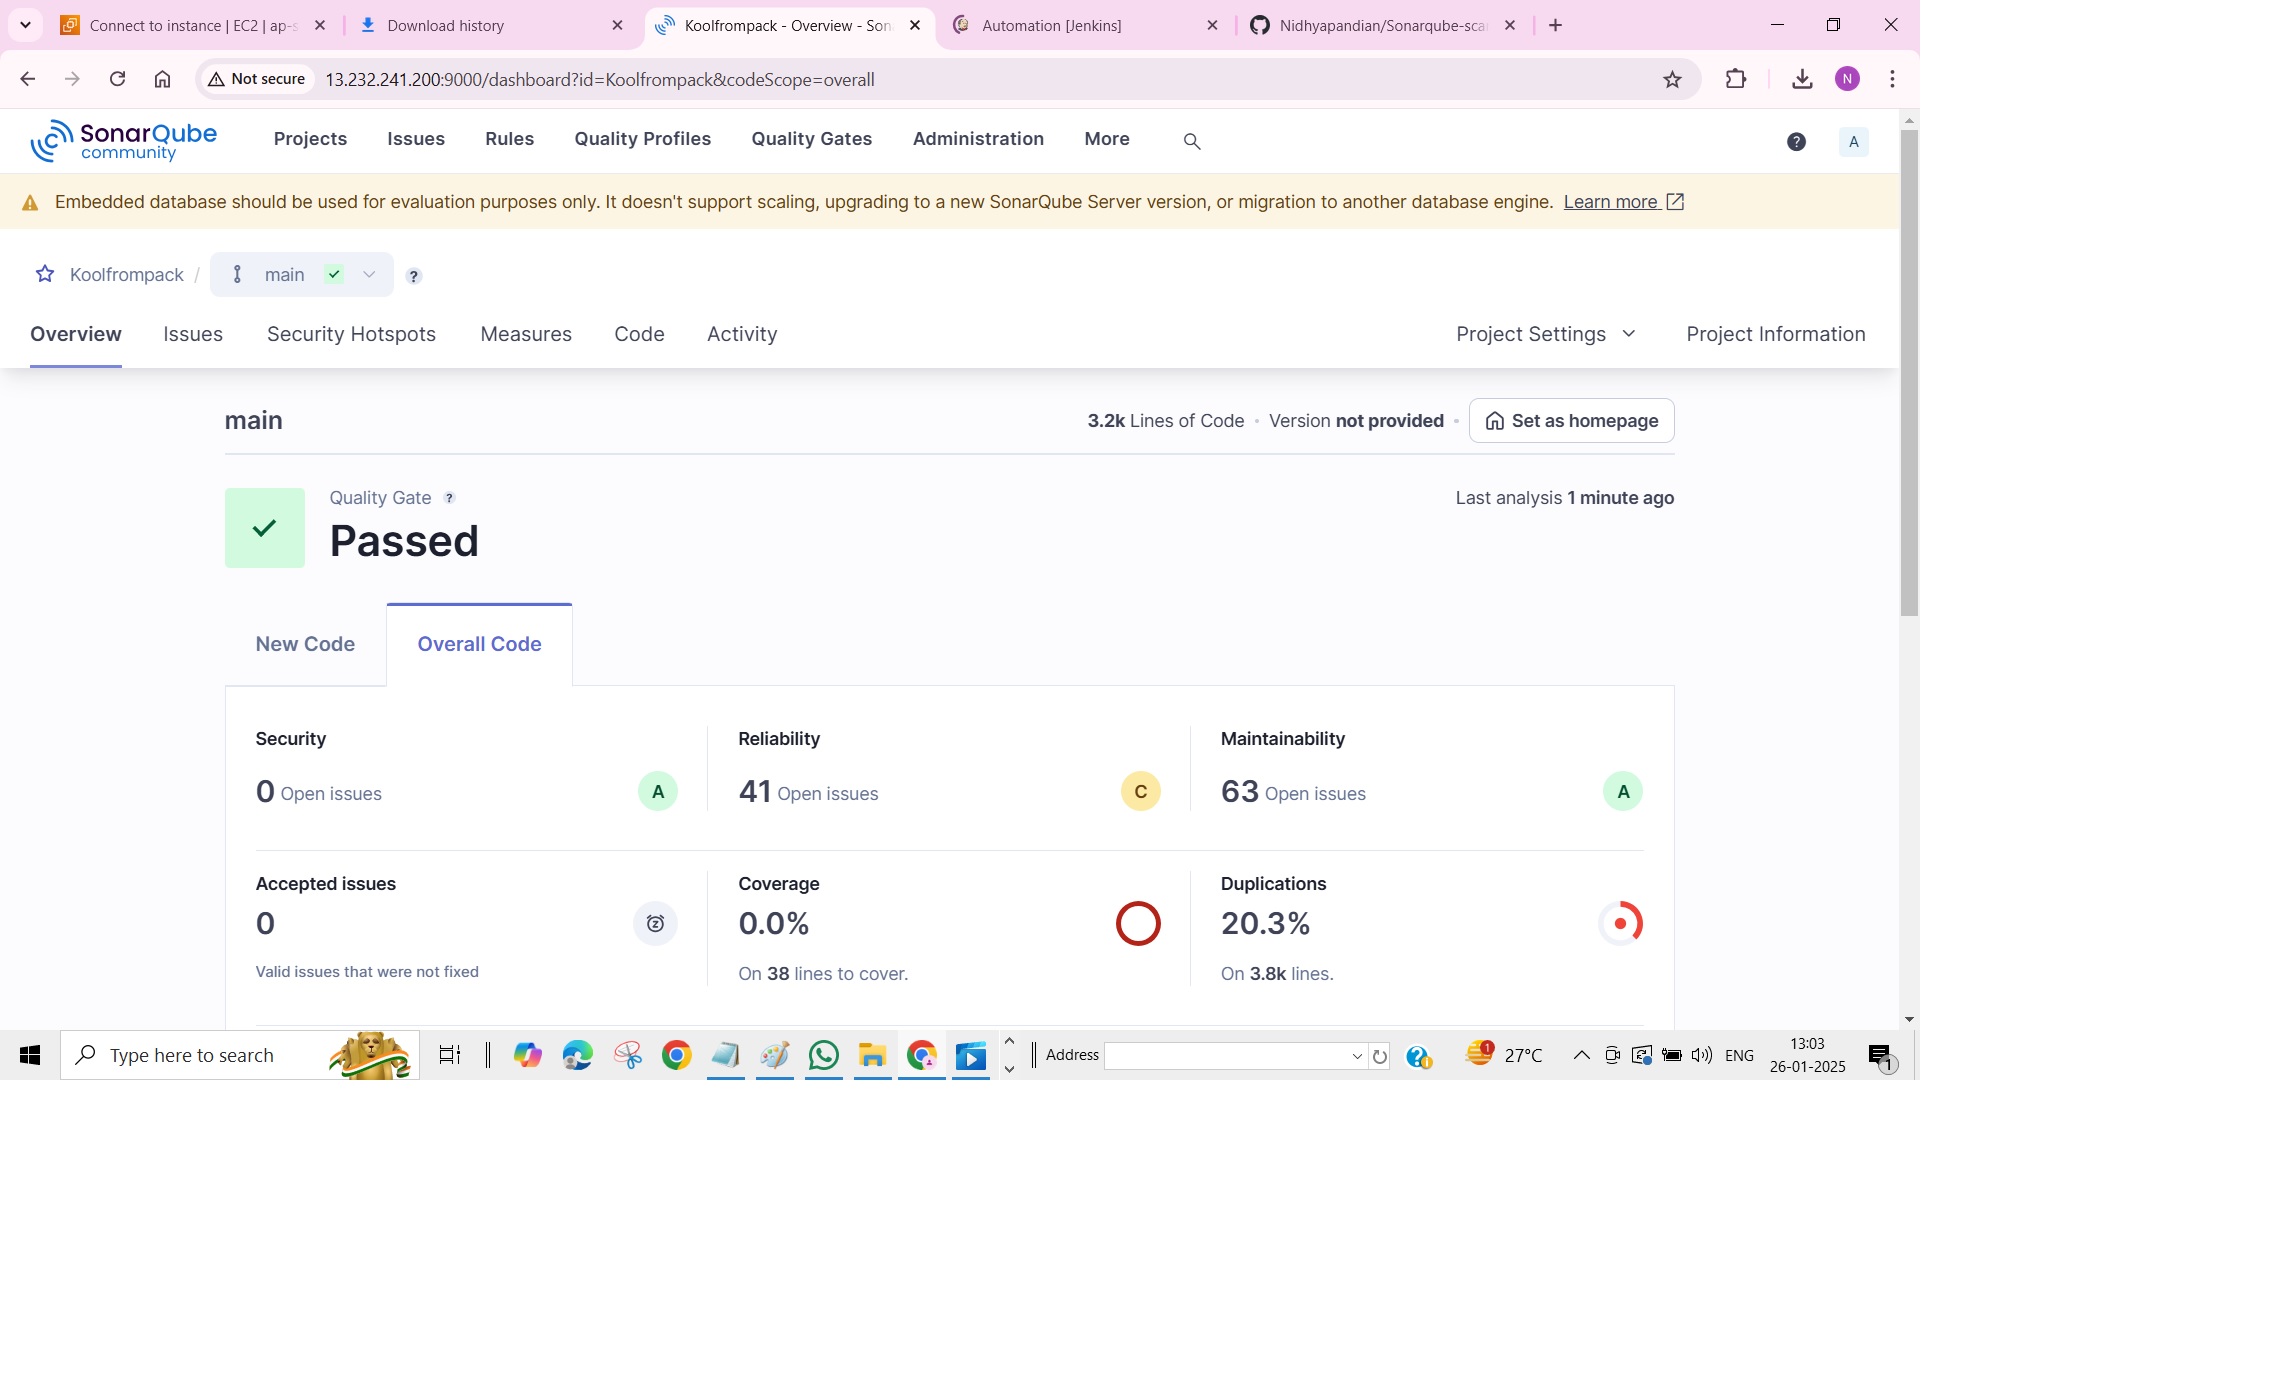 Connect to instance | EC2 | ap-s
Download history
Koolfrompack - Overview - Son
Automation [Jenkins]
Nidhyapandian/Sonarqube-sca
Not secure
13.232.241.200:9000/dashboard?id=Koolfrompack&codeScope=overall
N
SonarQube
community
Projects
Issues
Rules
Quality Profiles
Quality Gates
Administration
More
?
A
Embedded database should be used for evaluation purposes only. It doesn't support scaling, upgrading to a new SonarQube Server version, or migration to another database engine. Learn more
Koolfrompack /
main
?
Overview
Issues
Security Hotspots
Measures
Code
Activity
Project Settings
Project Information
main
3.2k Lines of Code • Version not provided •
Set as homepage
Quality Gate ?
Last analysis 1 minute ago
Passed
New Code
Overall Code
Security
0 Open issues
A
Reliability
41 Open issues
C
Maintainability
63 Open issues
A
Accepted issues
0
Valid issues that were not fixed
Coverage
0.0%
On 38 lines to cover.
Duplications
20.3%
On 3.8k lines.
Type here to search
Address
1
27°C
ENG
13:03
26-01-2025
1